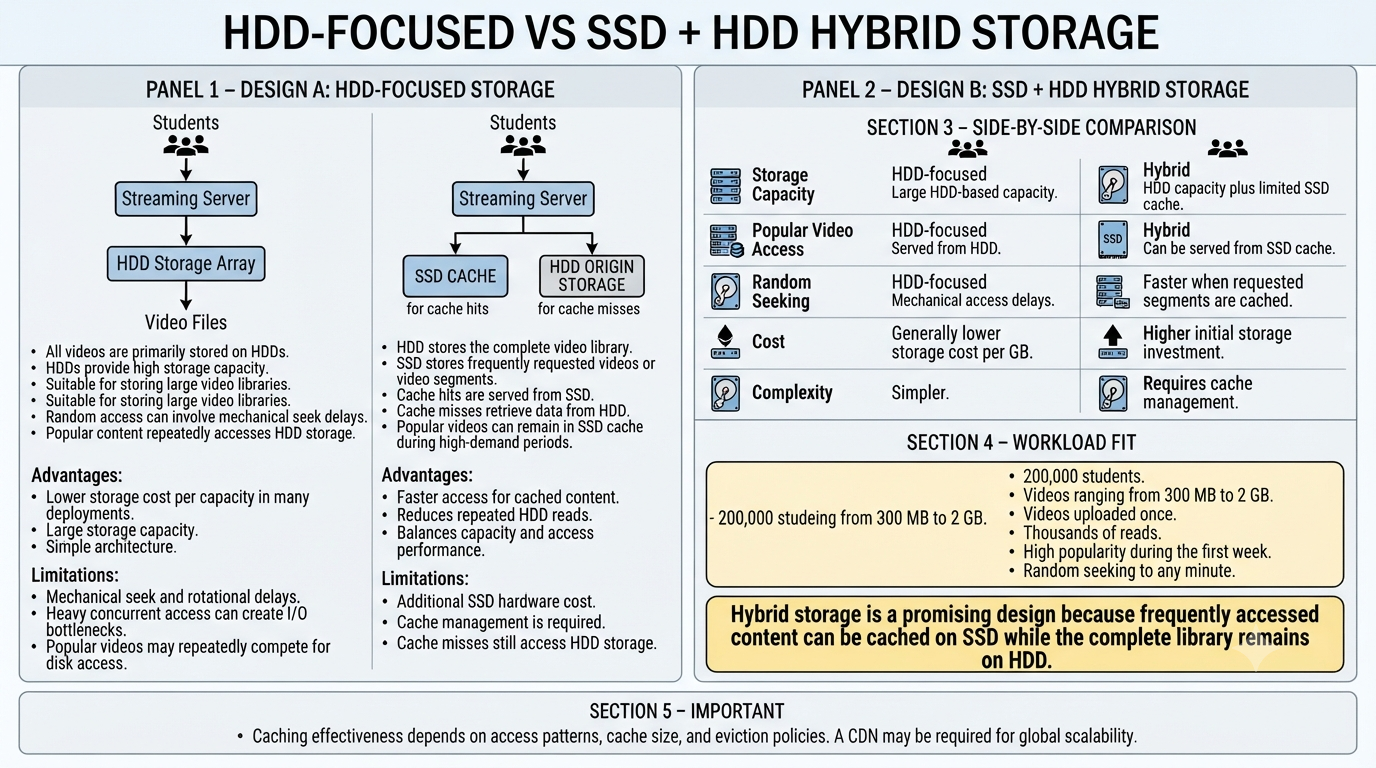 HDD-FOCUSED VS SSD + HDD HYBRID STORAGE
PANEL 1 – DESIGN A: HDD-FOCUSED STORAGE
Students
Streaming Server
HDD Storage Array
Video Files
• All videos are primarily stored on HDDs.
• HDDs provide high storage capacity.
• Suitable for storing large video libraries.
• Suitable for storing large video libraries.
• Random access can involve mechanical seek delays.
• Popular content repeatedly accesses HDD storage.
Advantages:
• Lower storage cost per capacity in many
deployments.
• Large storage capacity.
• Simple architecture.
Limitations:
• Mechanical seek and rotational delays.
• Heavy concurrent access can create I/O
bottlenecks.
• Popular videos may repeatedly compete for
disk access.
Students
Streaming Server
SSD CACHE
for cache hits
HDD ORIGIN
STORAGE
for cache misses
• HDD stores the complete video library.
• SSD stores frequently requested videos or
video segments.
• Cache hits are served from SSD.
• Cache misses retrieve data from HDD.
• Popular videos can remain in SSD cache
during high-demand periods.
Advantages:
• Faster access for cached content.
• Reduces repeated HDD reads.
• Balances capacity and access
performance.
Limitations:
• Additional SSD hardware cost.
• Cache management is required.
• Cache misses still access HDD storage.
PANEL 2 – DESIGN B: SSD + HDD HYBRID STORAGE
SECTION 3 – SIDE-BY-SIDE COMPARISON
Storage
Capacity
HDD-focused
Large HDD-based capacity.
Hybrid
HDD capacity plus limited SSD
cache.
Popular Video
Access
HDD-focused
Served from HDD.
SSD
Hybrid
Can be served from SSD cache.
Random
Seeking
HDD-focused
Mechanical access delays.
Faster when requested
segments are cached.
Cost
Generally lower
storage cost per GB.
Higher initial storage
investment.
Complexity
Simpler.
Requires cache
management.
SECTION 4 – WORKLOAD FIT
- 200,000 studeing from 300 MB to 2 GB.
• 200,000 students.
• Videos ranging from 300 MB to 2 GB.
• Videos uploaded once.
• Thousands of reads.
• High popularity during the first week.
• Random seeking to any minute.
Hybrid storage is a promising design because frequently accessed
content can be cached on SSD while the complete library remains
on HDD.
SECTION 5 – IMPORTANT
• Caching effectiveness depends on access patterns, cache size, and eviction policies. A CDN may be required for global scalability.